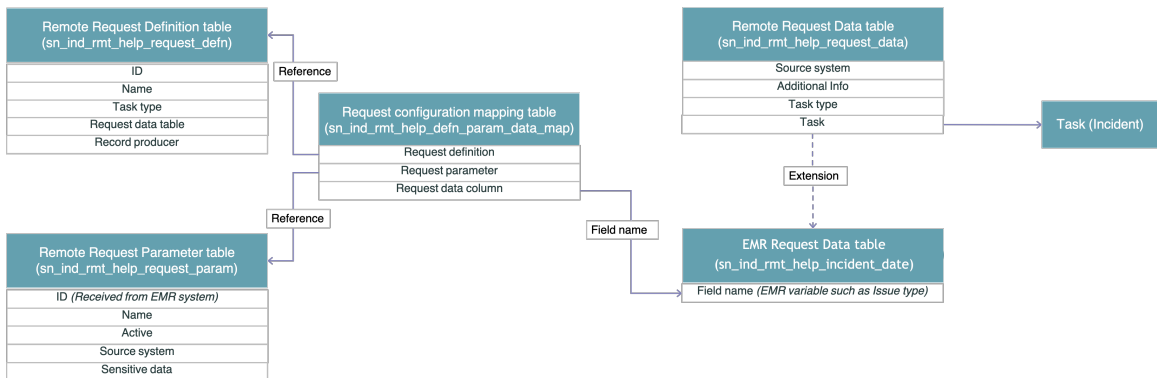 Remote Request Definition table
(sn_ind_rmt_help_request_defn)
ID
Name
Task type
Request data table
Record producer
Reference
Request configuration mapping table
(sn_ind_rmt_help_defn_param_data_map)
Request definition
Request parameter
Request data column
Reference
Remote Request Parameter table
(sn_ind_rmt_help_request_param)
ID (Received from EMR system)
Name
Active
Source system
Sensitive data
Remote Request Data table
(sn_ind_rmt_help_request_data)
Source system
Additional Info
Task type
Task
Task (Incident)
Extension
Field name
EMR Request Data table
(sn_ind_rmt_help_incident_date)
Field name (EMR variable such as Issue type)